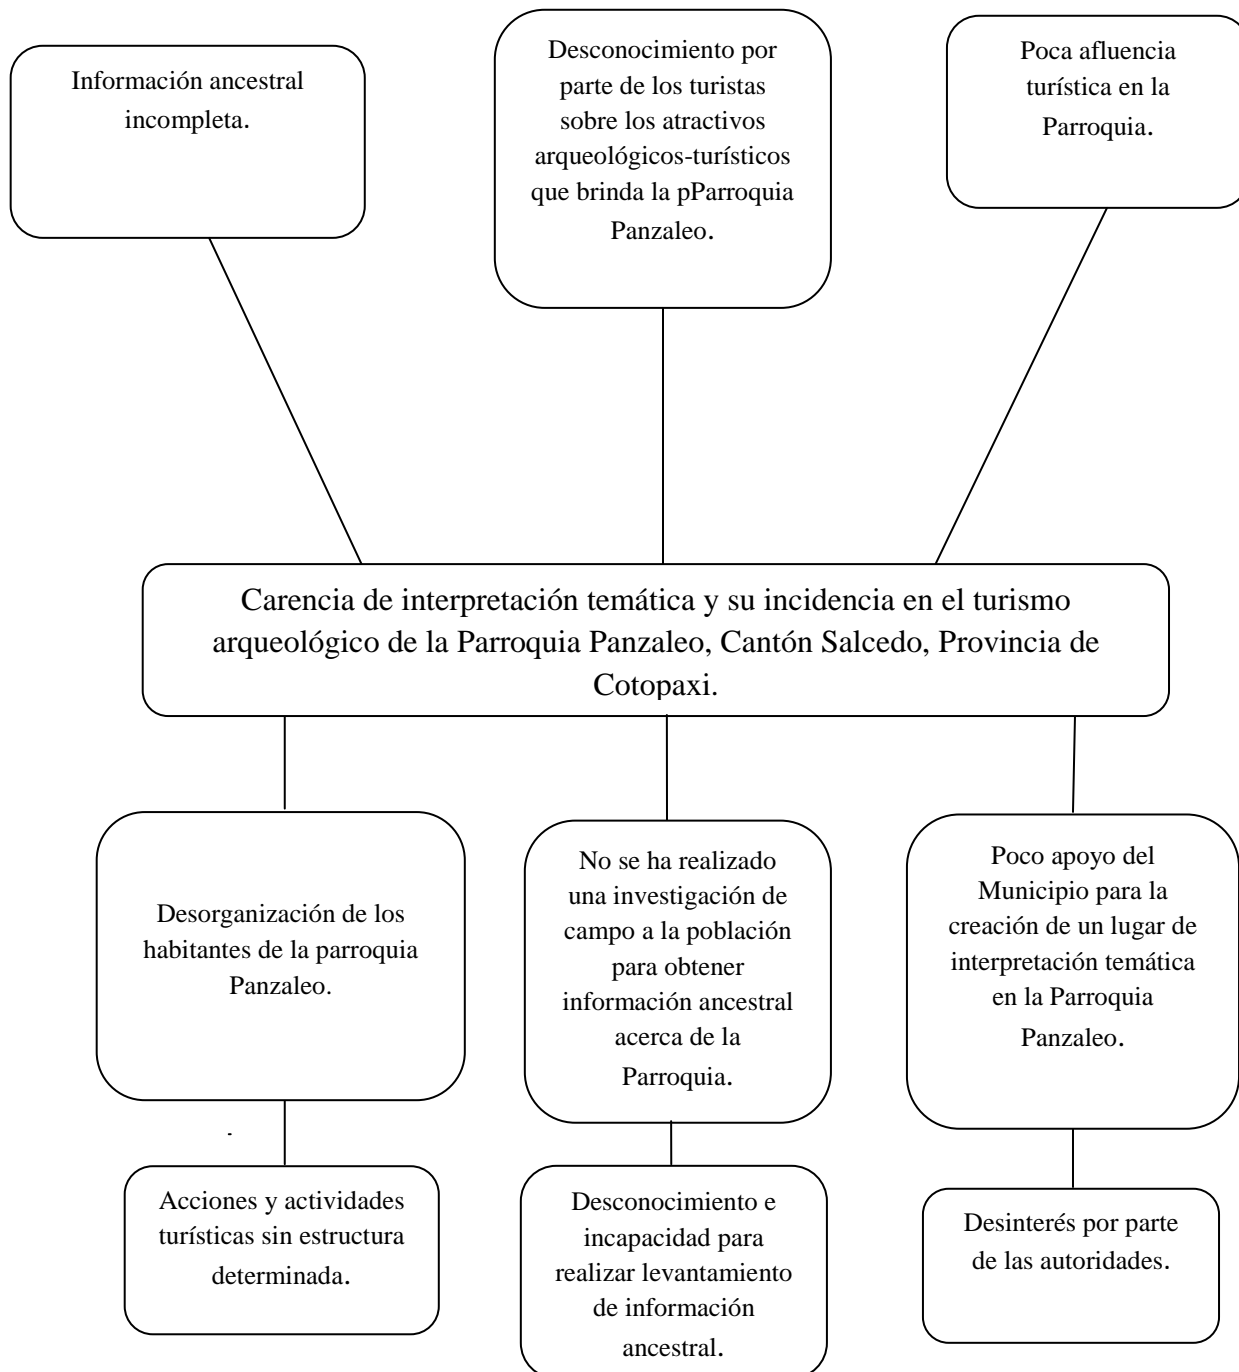 Información ancestral
incompleta.
Desconocimiento por
parte de los turistas
sobre los atractivos
arqueológicos-turísticos
que brinda la pParroquia
Panzaleo.
Poca afluencia
turística en la
Parroquia.
Carencia de interpretación temática y su incidencia en el turismo
arqueológico de la Parroquia Panzaleo, Cantón Salcedo, Provincia de
Cotopaxi.
Desorganización de los
habitantes de la parroquia
Panzaleo.
No se ha realizado
una investigación de
campo a la población
para obtener
información ancestral
acerca de la
Parroquia.
Poco apoyo del
Municipio para la
creación de un lugar de
interpretación temática
en la Parroquia
Panzaleo.
-
Acciones y actividades
turísticas sin estructura
determinada.
Desconocimiento e
incapacidad para
realizar levantamiento
de información
ancestral.
Desinterés por parte
de las autoridades.